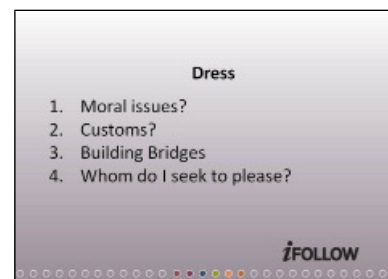 Dress
1. Moral issues?
2. Customs?
3. Building Bridges
4. Whom do I seek to please?
iFOLLOW